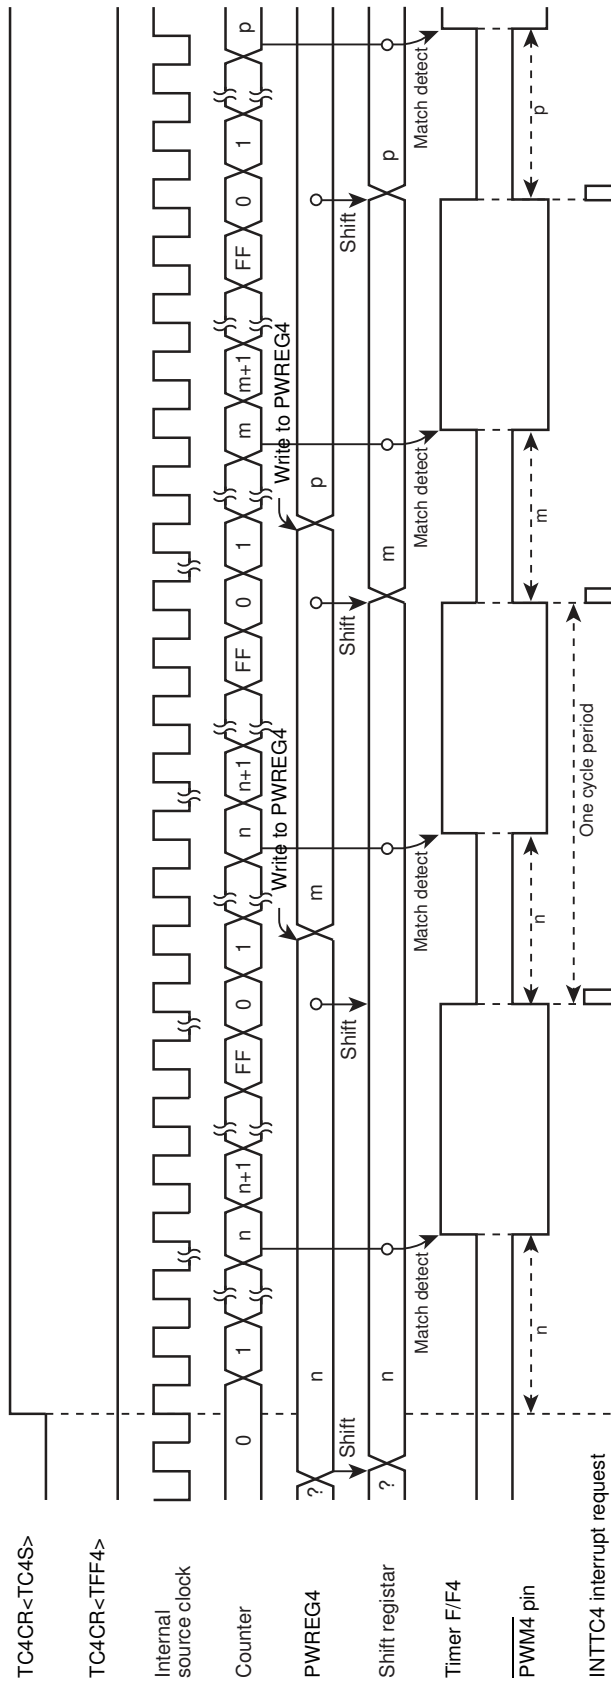 TC4CR<TC4S>
TC4CR<TFF4>
Internal
source clock
Counter
0
1
n
n+1
FF
0
1
n
n+1
FF
0
1
m
m+1
FF
0
1
p
Write to PWREG4
Write to PWREG4
PWREG4
?
n
m
p
Shift
Shift
Shift
Shift
Shift registar
?
n
m
p
Match detect
Match detect
Match detect
Match detect
Timer F/F4
PWM4 pin
n
n
m
p
One cycle period
INTTC4 interrupt request